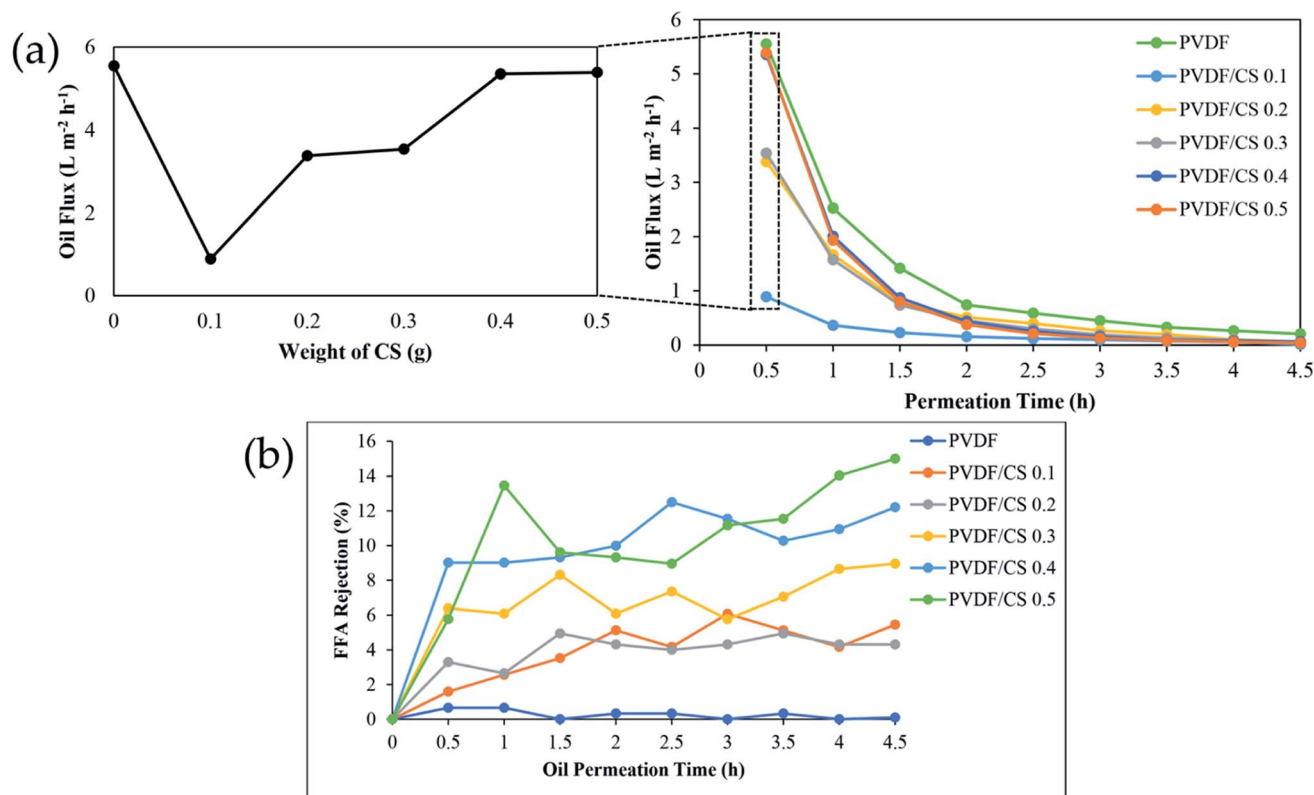 (a)
6
4
2
0
Oil Flux (L m⁻² h⁻¹)
0 0.1 0.2 0.3 0.4 0.5
Weight of CS (g)
6
5
4
3
2
1
0
Oil Flux (L m⁻² h⁻¹)
PVDF
PVDF/CS 0.1
PVDF/CS 0.2
PVDF/CS 0.3
PVDF/CS 0.4
PVDF/CS 0.5
0 0.5 1 1.5 2 2.5 3 3.5 4 4.5
Permeation Time (h)
(b)
16
14
12
10
8
6
4
2
0
FFA Rejection (%)
PVDF
PVDF/CS 0.1
PVDF/CS 0.2
PVDF/CS 0.3
PVDF/CS 0.4
PVDF/CS 0.5
0 0.5 1 1.5 2 2.5 3 3.5 4 4.5
Oil Permeation Time (h)